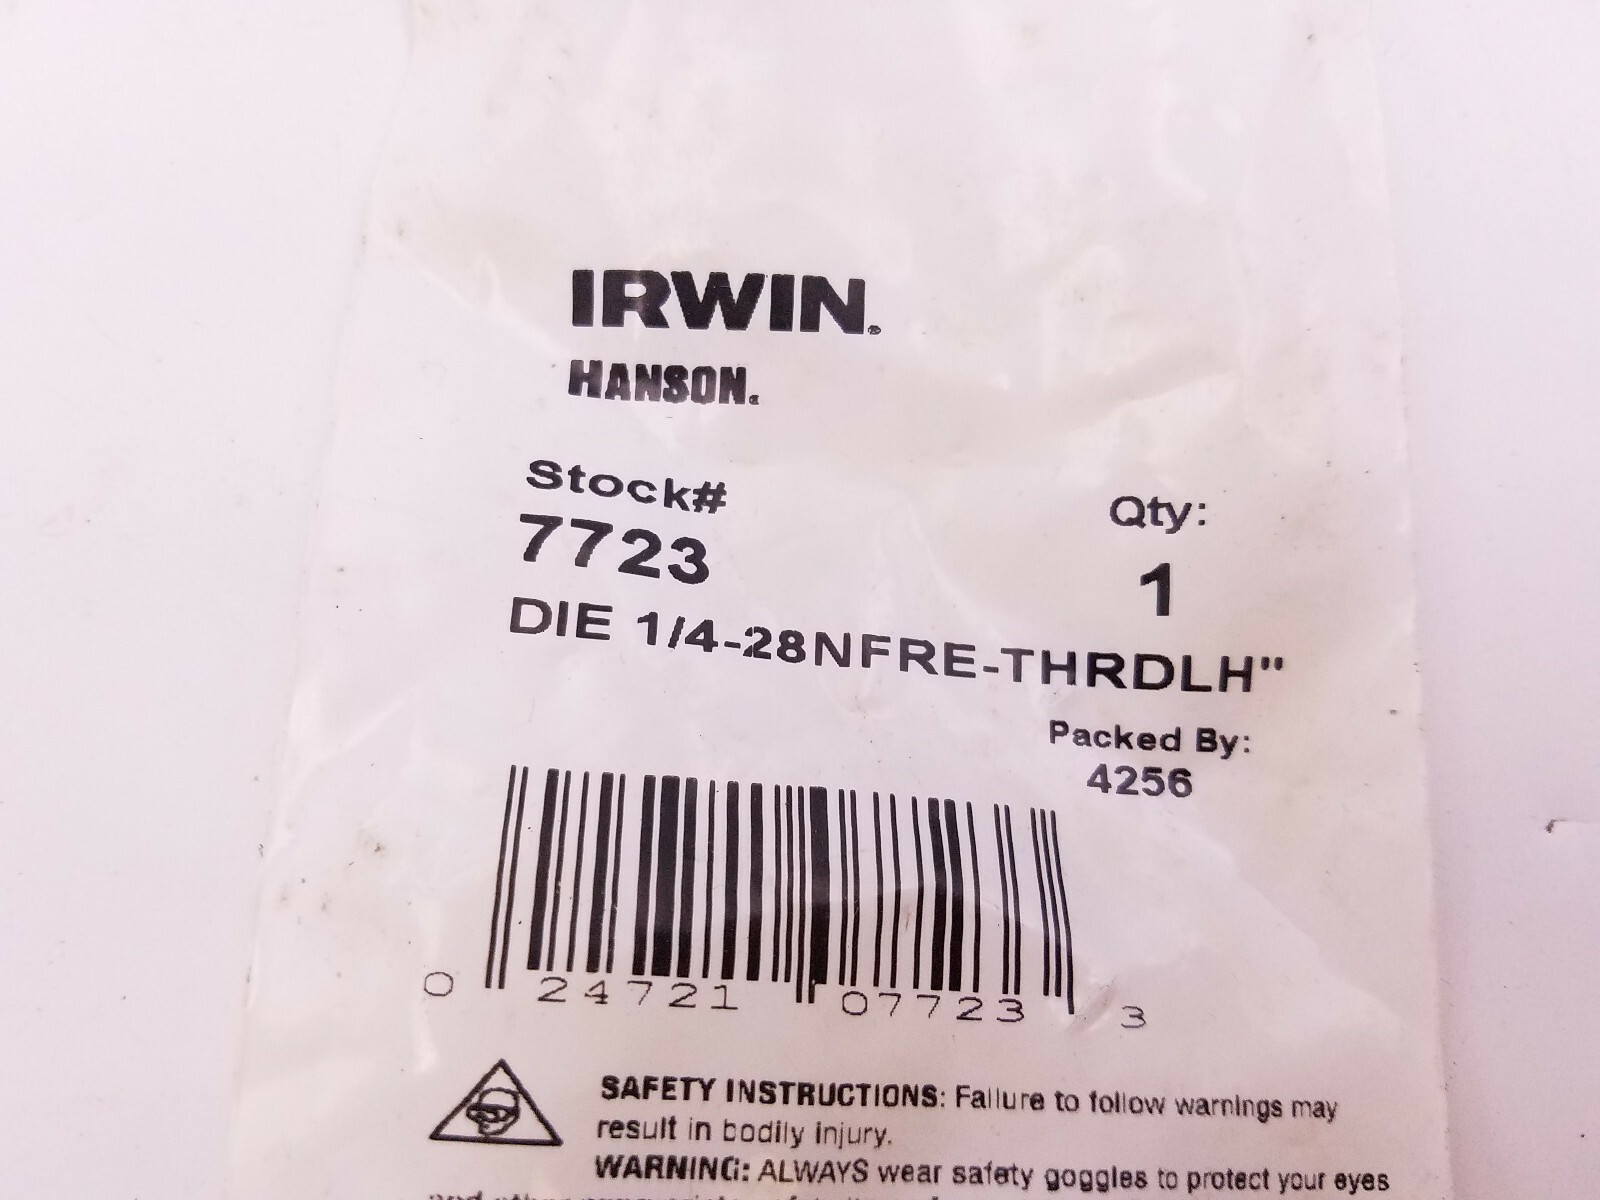 IRWIN.
HANSON.
Stock#
7723
Qty:
1
DIE 1/4-28NFRE-THRDLH"
Packed By:
4256
0 24721 07723 3
SAFETY INSTRUCTIONS: Failure to follow warnings may
result in bodily injury.
WARNING: ALWAYS wear safety goggles to protect your eyes